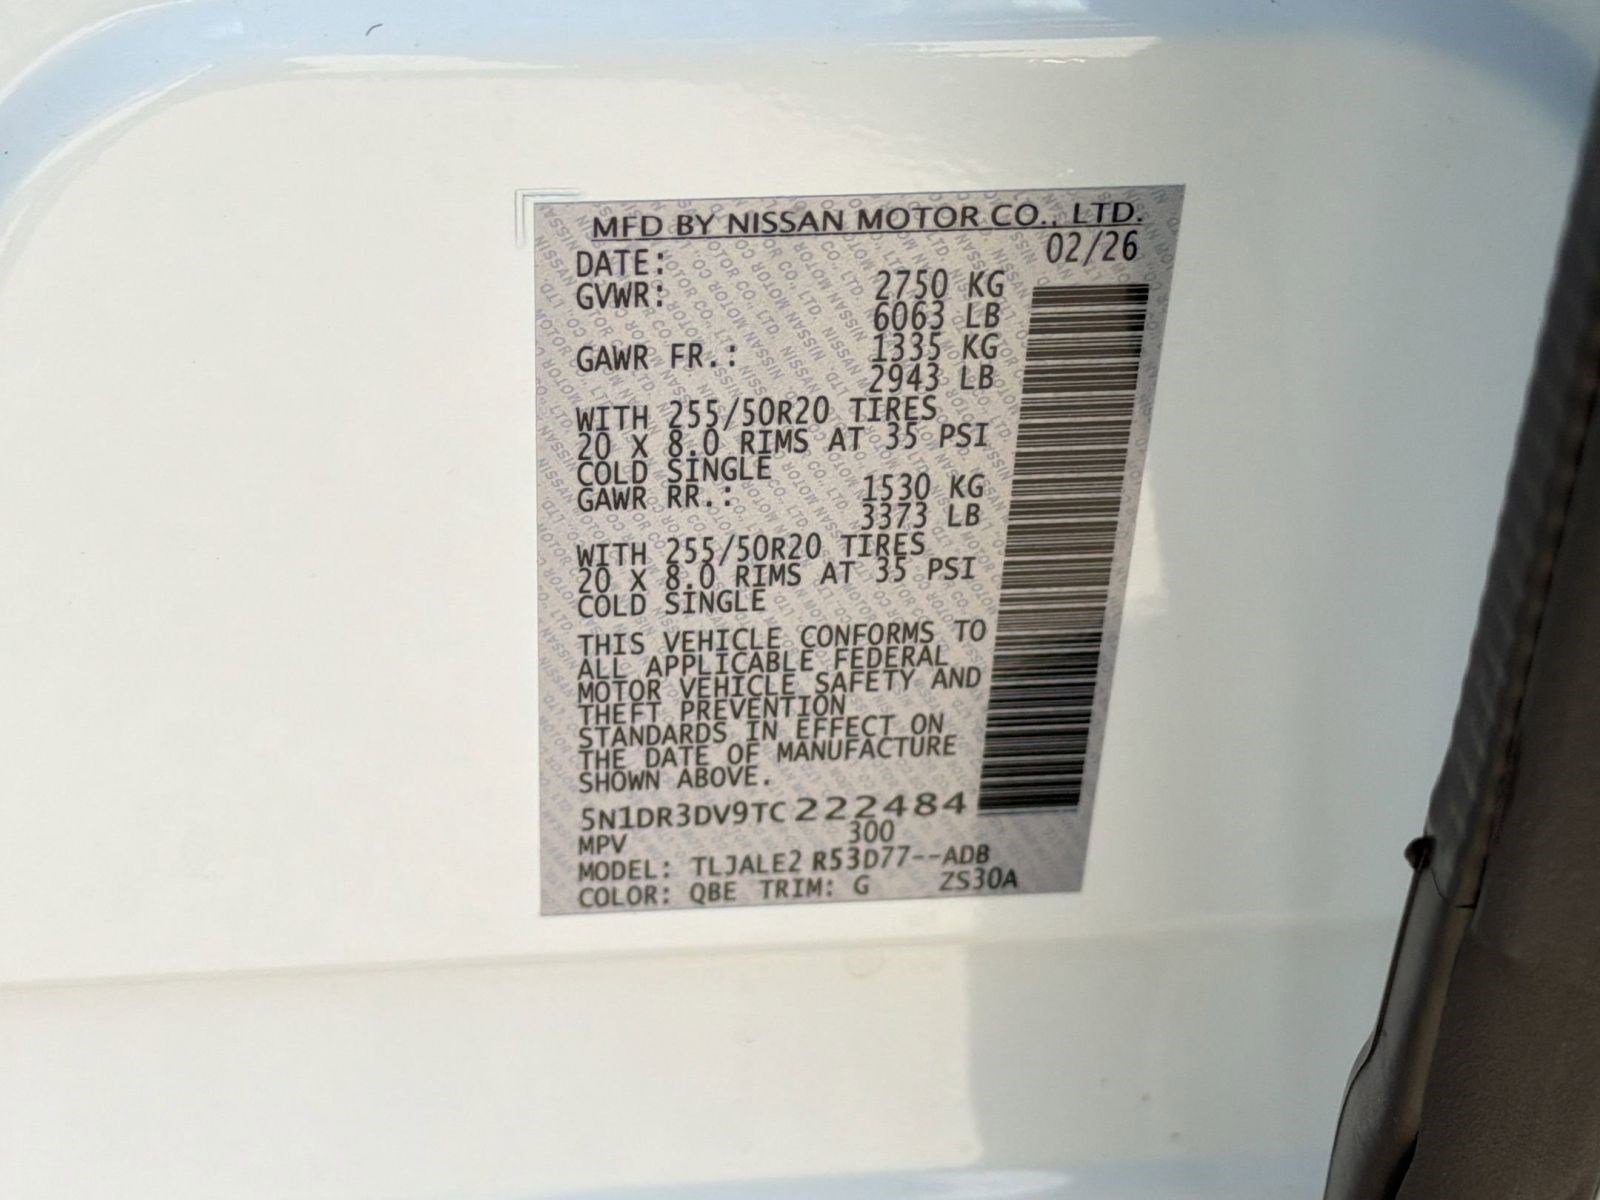 MFD BY NISSAN MOTOR CO., LTD.
DATE: 02/26
GVWR: 2750 KG
6063 LB
GAWR FR.: 1335 KG
2943 LB
WITH 255/50R20 TIRES
20 X 8.0 RIMS AT 35 PSI
COLD SINGLE
GAWR RR.: 1530 KG
3373 LB
WITH 255/50R20 TIRES
20 X 8.0 RIMS AT 35 PSI
COLD SINGLE
THIS VEHICLE CONFORMS TO
ALL APPLICABLE FEDERAL
MOTOR VEHICLE SAFETY AND
THEFT PREVENTION
STANDARDS IN EFFECT ON
THE DATE OF MANUFACTURE
SHOWN ABOVE.
5N1DR3DV9TC222484
MPV 300
MODEL: TLJALE2 R53D77--ADB
COLOR: QBE TRIM: G ZS30A